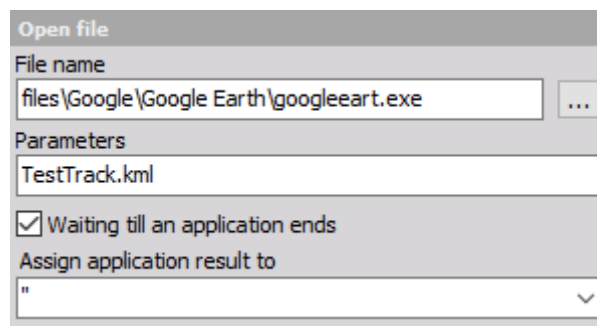 Open file
File name
files\Google\Google Earth\googleeart.exe
...
Parameters
TestTrack.kml
Waiting till an application ends
Assign application result to
"